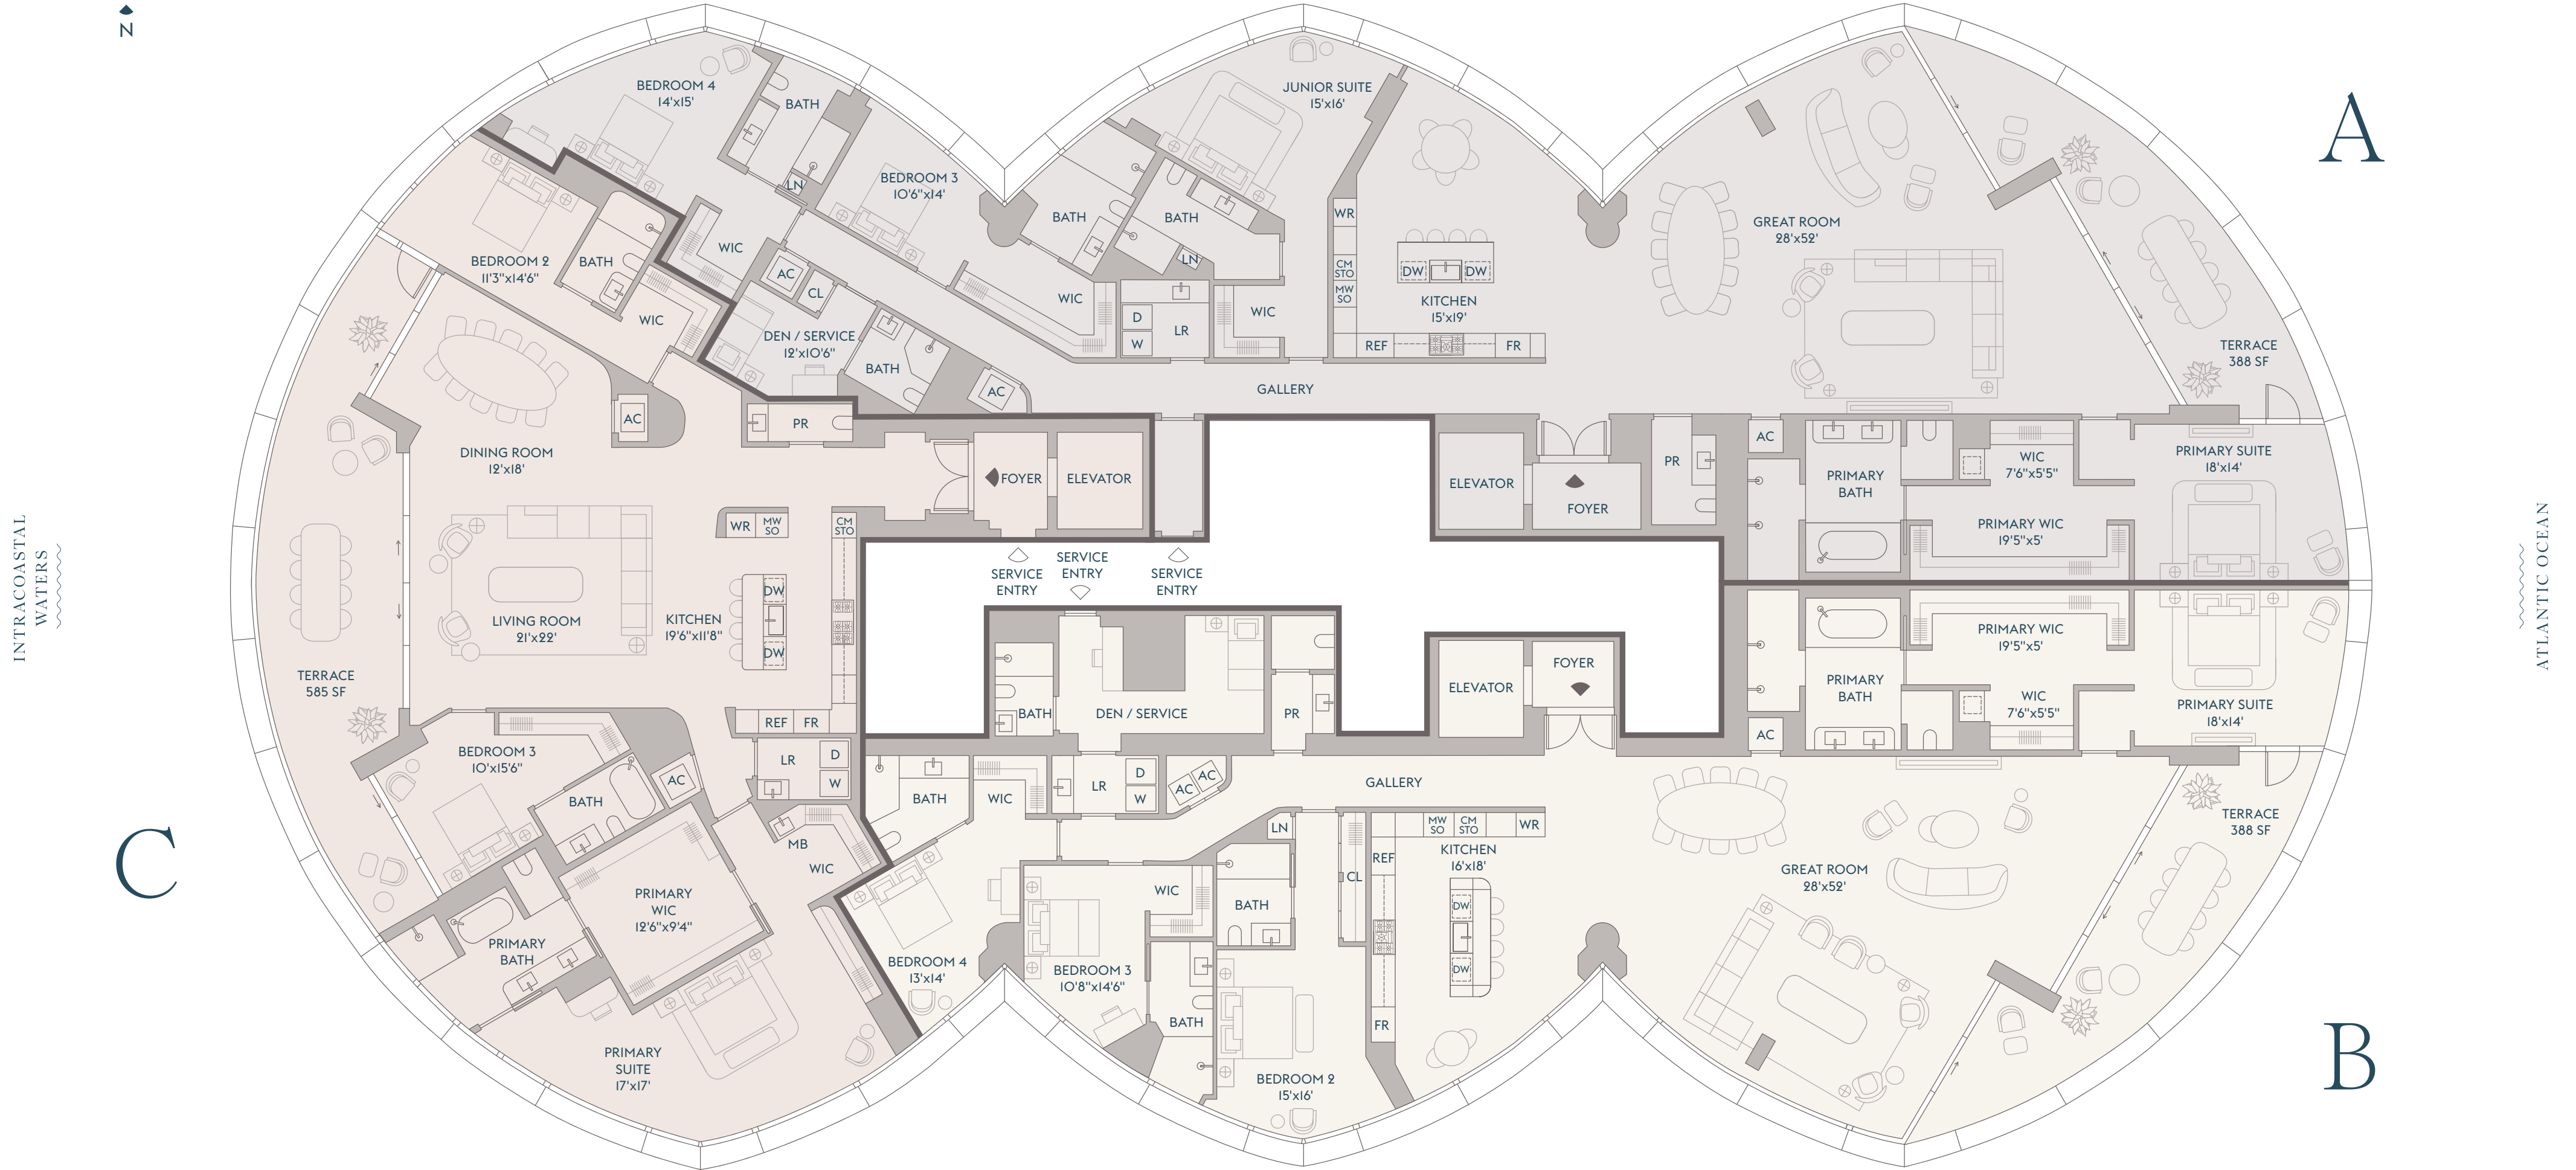 N
A
BEDROOM 4
14'x15'
BATH
LN
BEDROOM 3
10'6"x14'
WIC
AC
CL
DEN / SERVICE
12'x10'6"
BATH
AC
WIC
BATH
JUNIOR SUITE
15'x16'
BATH
LN
D
W
LR
WIC
WR
CM
STO
MW
SO
DW
DW
KITCHEN
15'x19'
REF
FR
GALLERY
GREAT ROOM
28'x52'
TERRACE
388 SF
ELEVATOR
FOYER
PR
AC
PRIMARY
BATH
WIC
7'6"x5'5"
PRIMARY WIC
19'5"x5'
PRIMARY SUITE
18'x14'
BEDROOM 2
11'3"x14'6"
BATH
WIC
AC
PR
DINING ROOM
12'x18'
FOYER
ELEVATOR
WR
MW
SO
CM
STO
LIVING ROOM
21'x22'
KITCHEN
19'6"x11'8"
DW
DW
REF
FR
TERRACE
585 SF
INTRACOASTAL
WATERS
ATLANTIC OCEAN
SERVICE
ENTRY
SERVICE
ENTRY
SERVICE
ENTRY
BEDROOM 3
10'x15'6"
BATH
AC
LR
D
W
MB
WIC
PRIMARY
WIC
12'6"x9'4"
PRIMARY
BATH
PRIMARY
SUITE
17'x17'
C
BATH
DEN / SERVICE
PR
ELEVATOR
FOYER
AC
PRIMARY
BATH
PRIMARY WIC
19'5"x5'
WIC
7'6"x5'5"
PRIMARY SUITE
18'x14'
BATH
WIC
LR
D
W
AC
AC
GALLERY
LN
BEDROOM 4
13'x14'
BEDROOM 3
10'8"x14'6"
WIC
BATH
BATH
CL
BEDROOM 2
15'x16'
MW
SO
CM
STO
WR
REF
KITCHEN
16'x18'
DW
DW
FR
GREAT ROOM
28'x52'
TERRACE
388 SF
B